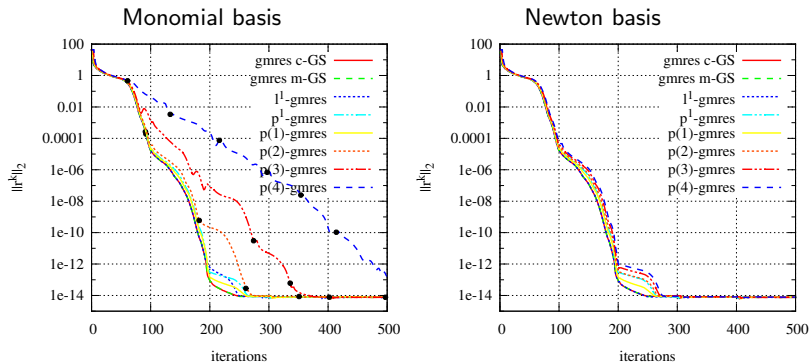 Monomial basis
100
1
0.01
0.0001
1e-06
1e-08
1e-10
1e-12
1e-14
||r^k||_2
0 100 200 300 400 500
iterations
gmres c-GS
gmres m-GS
l^1-gmres
p^1-gmres
p(1)-gmres
p(2)-gmres
p(3)-gmres
p(4)-gmres
Newton basis
100
1
0.01
0.0001
1e-06
1e-08
1e-10
1e-12
1e-14
||r^k||_2
0 100 200 300 400 500
iterations
gmres c-GS
gmres m-GS
l^1-gmres
p^1-gmres
p(1)-gmres
p(2)-gmres
p(3)-gmres
p(4)-gmres